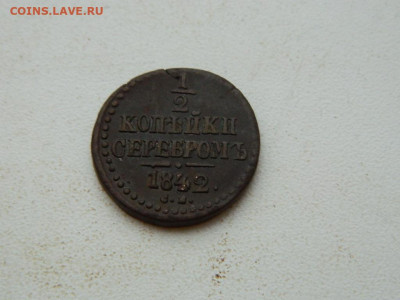 COINS.LAVE.RU
1
2
КОПѢЙКИ
СЕРЕБРОМЪ
1842.
с.м.